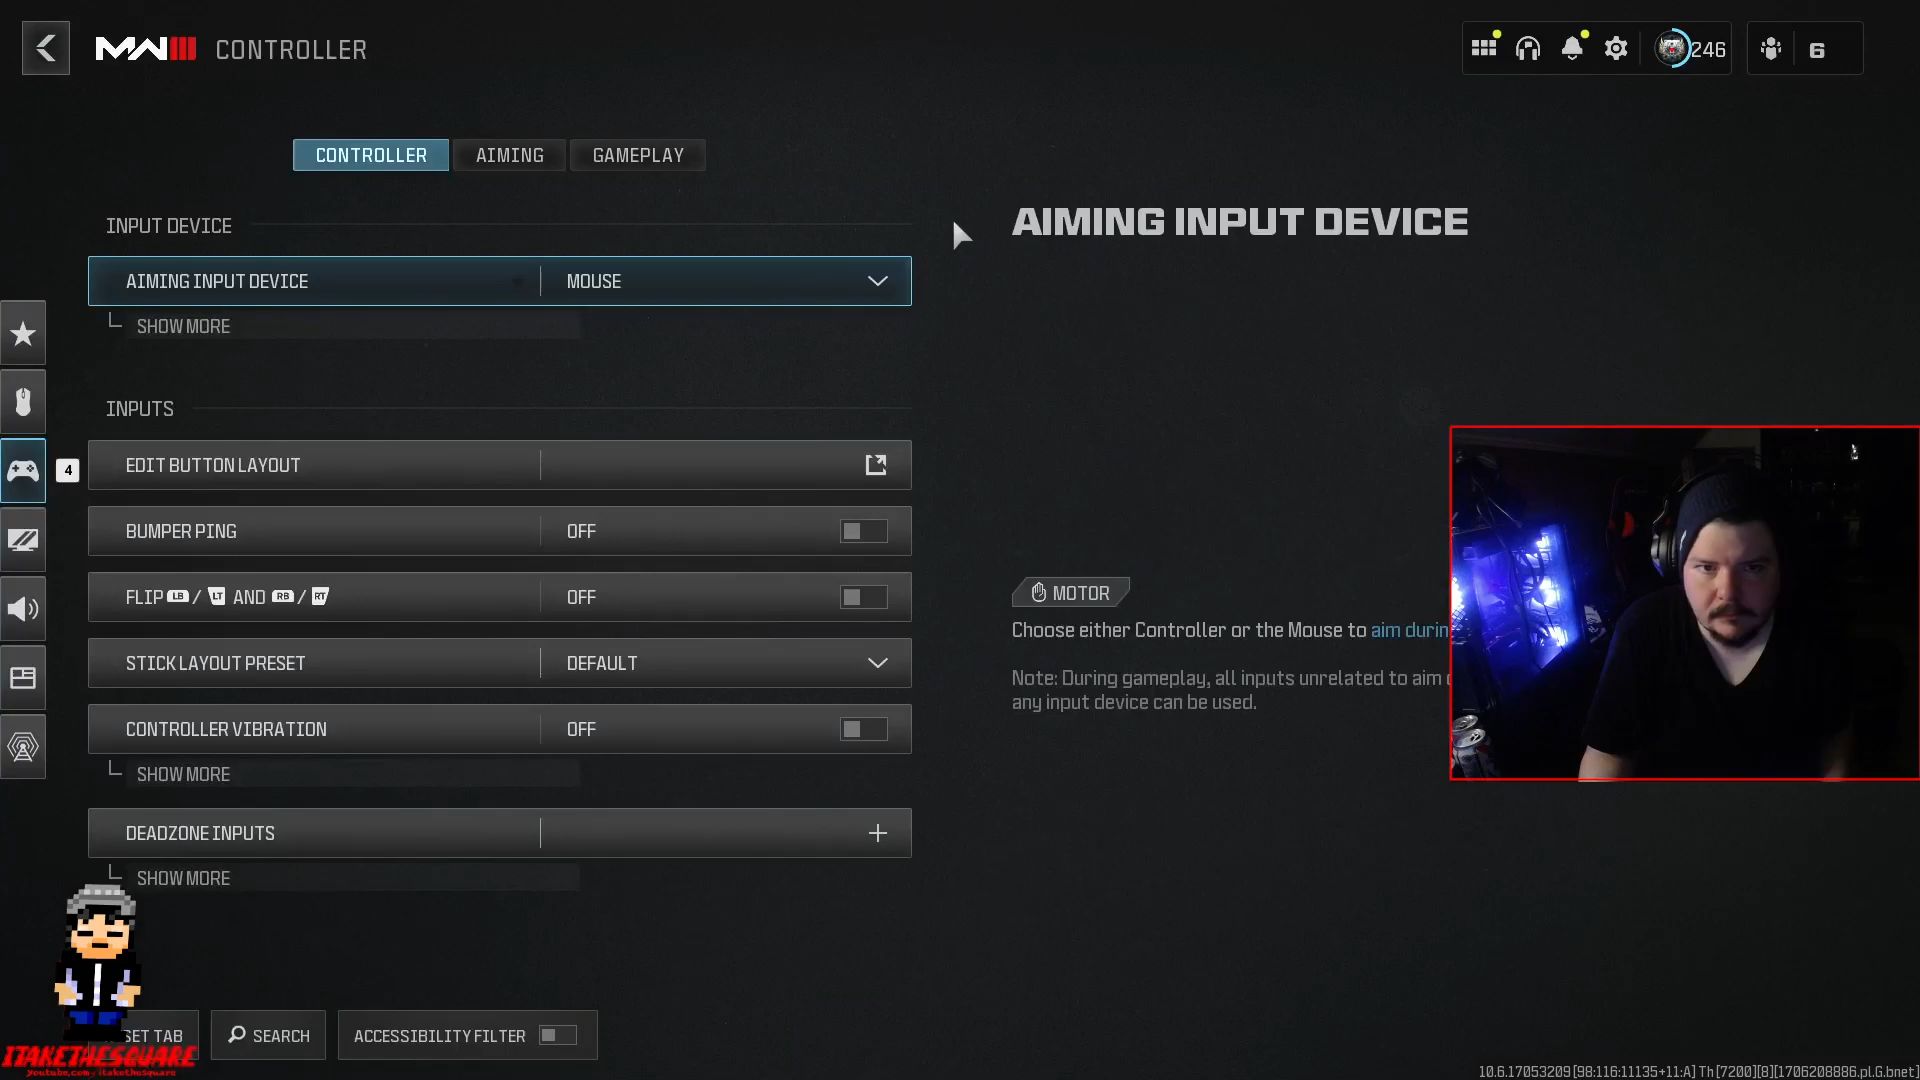 MWIII CONTROLLER
246
6
CONTROLLER AIMING GAMEPLAY
INPUT DEVICE
AIMING INPUT DEVICE MOUSE
SHOW MORE
INPUTS
4
EDIT BUTTON LAYOUT
BUMPER PING OFF
FLIP LB / LT AND RB / RT OFF
STICK LAYOUT PRESET DEFAULT
CONTROLLER VIBRATION OFF
SHOW MORE
DEADZONE INPUTS
SHOW MORE
AIMING INPUT DEVICE
MOTOR
Choose either Controller or the Mouse to aim durin
Note: During gameplay, all inputs unrelated to aim
any input device can be used.
SET TAB SEARCH ACCESSIBILITY FILTER
ITAKETHESQUARE
youtube.com/itakethesquare
10.6.17053209 [98:116:11135+11:A] Th [7200][8][1706208886.pl.G.bnet]